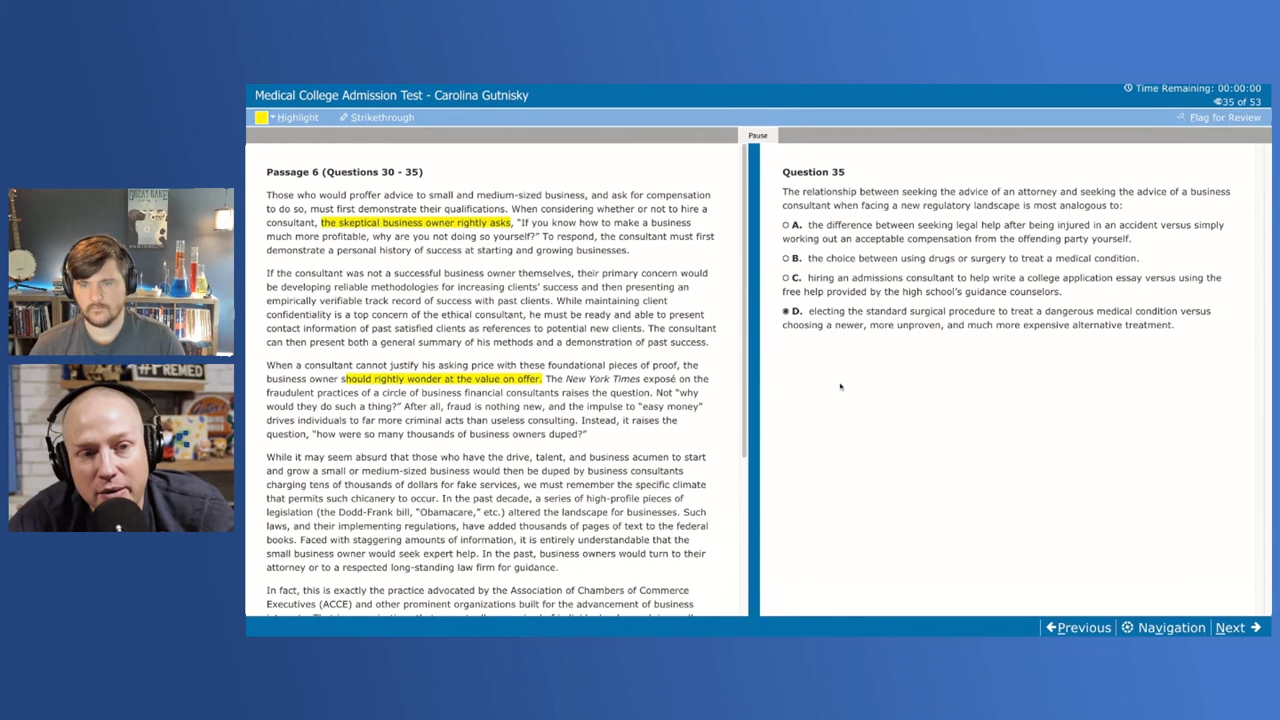 Medical College Admission Test - Carolina Gutnisky
Time Remaining: 00:00:00
35 of 53
Highlight
Strikethrough
Flag for Review
Pause
Passage 6 (Questions 30 - 35)
Those who would proffer advice to small and medium-sized business, and ask for compensation
to do so, must first demonstrate their qualifications. When considering whether or not to hire a
consultant, the skeptical business owner rightly asks, "If you know how to make a business
much more profitable, why are you not doing so yourself?" To respond, the consultant must first
demonstrate a personal history of success at starting and growing businesses.
If the consultant was not a successful business owner themselves, their primary concern would
be developing reliable methodologies for increasing clients' success and then presenting an
empirically verifiable track record of success with past clients. While maintaining client
confidentiality is a top concern of the ethical consultant, he must be ready and able to present
contact information of past satisfied clients as references to potential new clients. The consultant
can then present both a general summary of his methods and a demonstration of past success.
When a consultant cannot justify his asking price with these foundational pieces of proof, the
business owner should rightly wonder at the value on offer. The New York Times exposé on the
fraudulent practices of a circle of business financial consultants raises the question. Not "why
would they do such a thing?" After all, fraud is nothing new, and the impulse to "easy money"
drives individuals to far more criminal acts than useless consulting. Instead, it raises the
question, "how were so many thousands of business owners duped?"
While it may seem absurd that those who have the drive, talent, and business acumen to start
and grow a small or medium-sized business would then be duped by business consultants
charging tens of thousands of dollars for fake services, we must remember the specific climate
that permits such chicanery to occur. In the past decade, a series of high-profile pieces of
legislation (the Dodd-Frank bill, "Obamacare," etc.) altered the landscape for businesses. Such
laws, and their implementing regulations, have added thousands of pages of text to the federal
books. Faced with staggering amounts of information, it is entirely understandable that the
small business owner would seek expert help. In the past, business owners would turn to their
attorney or to a respected long-standing law firm for guidance.
In fact, this is exactly the practice advocated by the Association of Chambers of Commerce
Executives (ACCE) and other prominent organizations built for the advancement of business
Question 35
The relationship between seeking the advice of an attorney and seeking the advice of a business
consultant when facing a new regulatory landscape is most analogous to:
A. the difference between seeking legal help after being injured in an accident versus simply
working out an acceptable compensation from the offending party yourself.
B. the choice between using drugs or surgery to treat a medical condition.
C. hiring an admissions consultant to help write a college application essay versus using the
free help provided by the high school's guidance counselors.
D. electing the standard surgical procedure to treat a dangerous medical condition versus
choosing a newer, more unproven, and much more expensive alternative treatment.
Previous
Navigation
Next
GREAT DANE
#PREMED